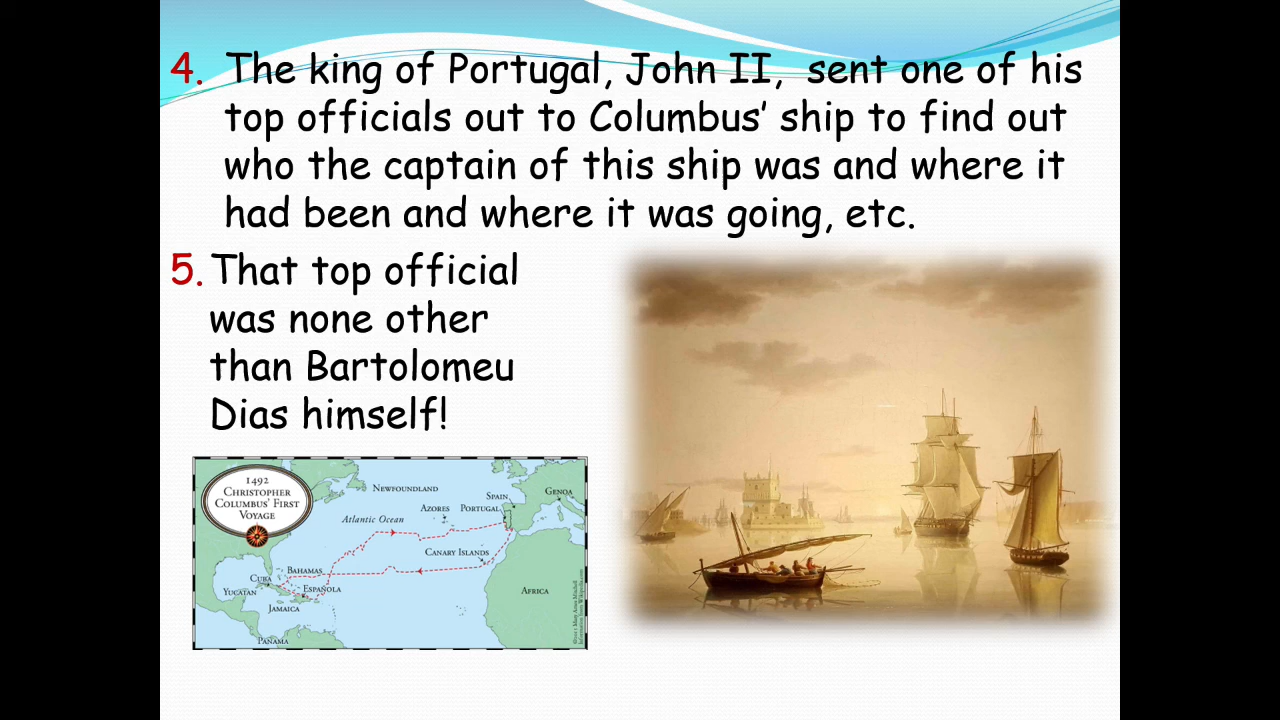 4. The king of Portugal, John II, sent one of his
top officials out to Columbus’ ship to find out
who the captain of this ship was and where it
had been and where it was going, etc.
5. That top official
was none other
than Bartolomeu
Dias himself!
1492
Christopher
Columbus' First
Voyage
Newfoundland
Genoa
Spain
Azores
Portugal
Atlantic Ocean
Canary Islands
Bahamas
Cuba
Española
Yucatan
Africa
Jamaica
Panama